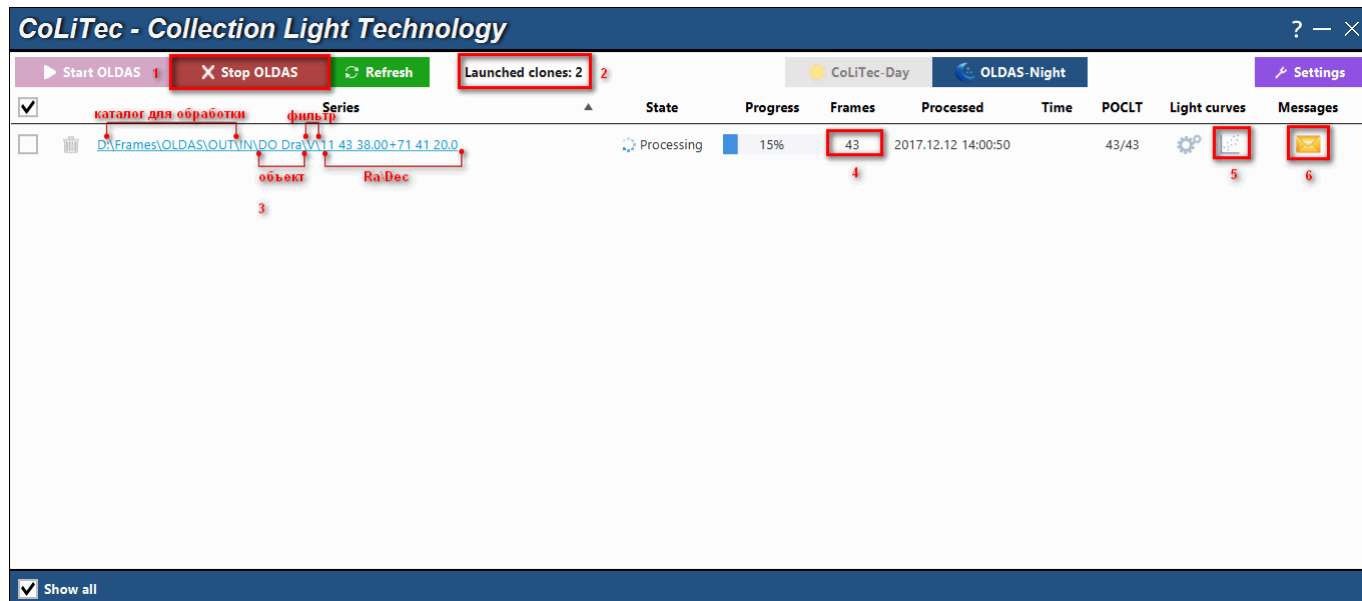 CoLiTec - Collection Light Technology ? — ×
Start OLDAS 1 X Stop OLDAS Refresh Launched clones: 2 2 CoLiTec-Day OLDAS-Night Settings
Series State Progress Frames Processed Time POCLT Light curves Messages
каталог для обработки фильтр
D:\Frames\OLDAS\OUT\IN\DO Dra\V\11 43 38.00+71 41 20.0 Processing 15% 43 2017.12.12 14:00:50 43/43
объект Ra\Dec 4 5 6
3
Show all